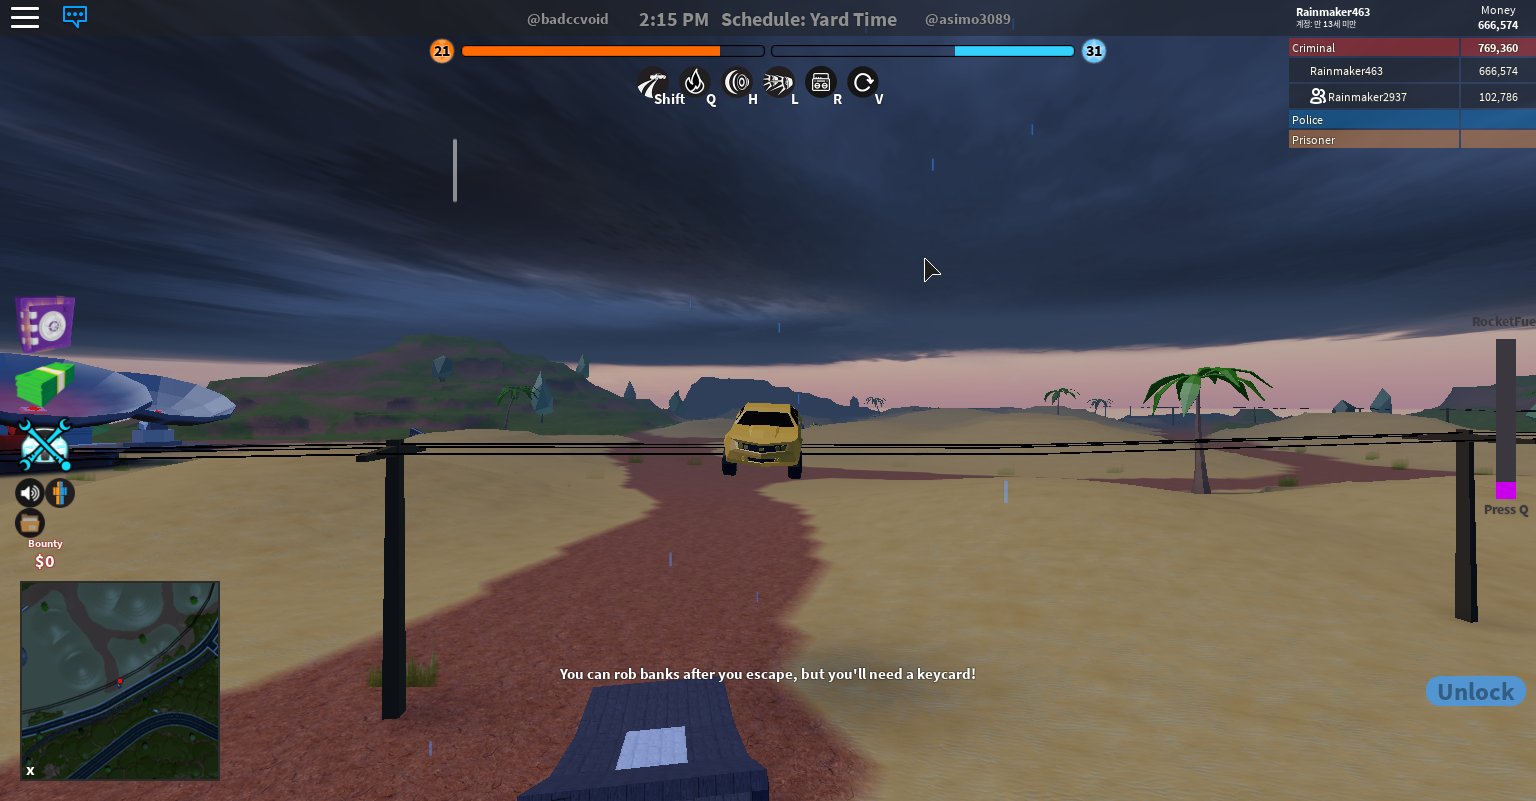 @badccvoid 2:15 PM Schedule: Yard Time @asimo3089
Rainmaker463 Money
계정: 만 13세 미만 666,574
21 31
Criminal 769,360
Rainmaker463 666,574
Rainmaker2937 102,786
Police
Prisoner
Shift Q H L R V
RocketFue
Press Q
Bounty
$0
You can rob banks after you escape, but you'll need a keycard!
Unlock
x